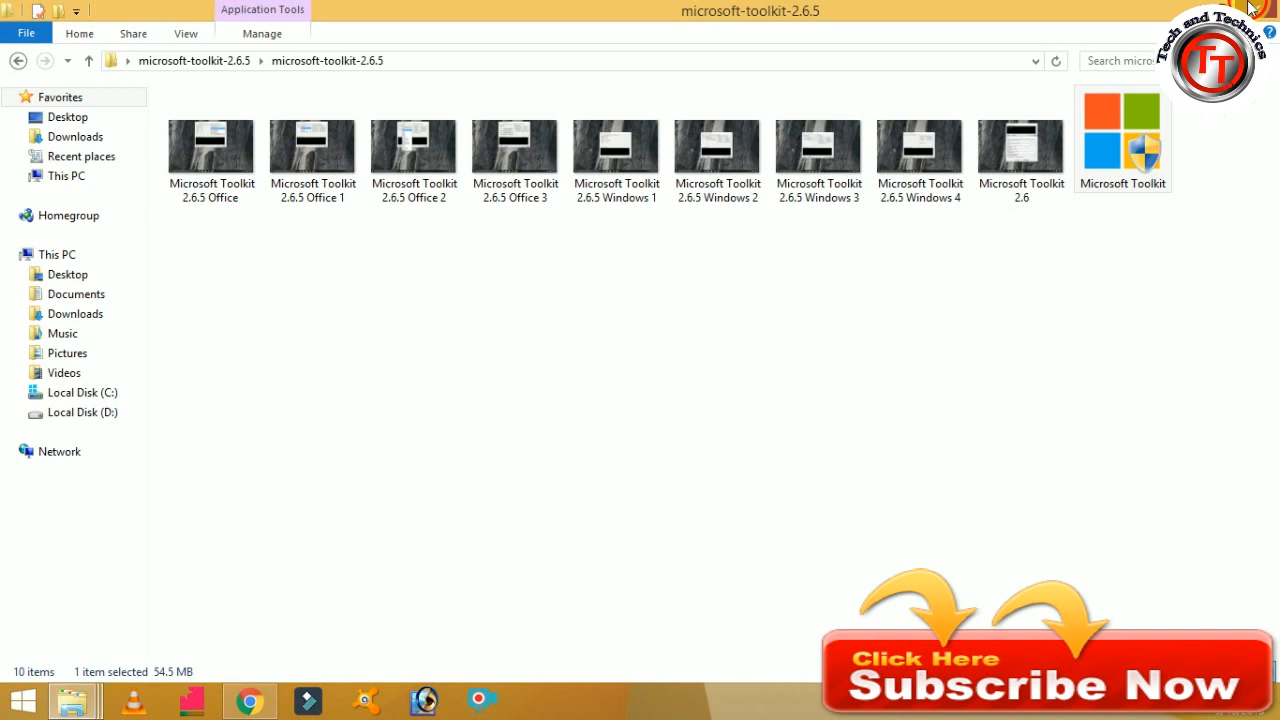 Application Tools
microsoft-toolkit-2.6.5
File Home Share View Manage
microsoft-toolkit-2.6.5 microsoft-toolkit-2.6.5
Search micro
Tech and Technics
TT
Favorites
Desktop
Downloads
Recent places
This PC
Homegroup
This PC
Desktop
Documents
Downloads
Music
Pictures
Videos
Local Disk (C:)
Local Disk (D:)
Network
Microsoft Toolkit
2.6.5 Office
Microsoft Toolkit
2.6.5 Office 1
Microsoft Toolkit
2.6.5 Office 2
Microsoft Toolkit
2.6.5 Office 3
Microsoft Toolkit
2.6.5 Windows 1
Microsoft Toolkit
2.6.5 Windows 2
Microsoft Toolkit
2.6.5 Windows 3
Microsoft Toolkit
2.6.5 Windows 4
Microsoft Toolkit
2.6
Microsoft Toolkit
10 items 1 item selected 54.5 MB
Click Here
Subscribe Now